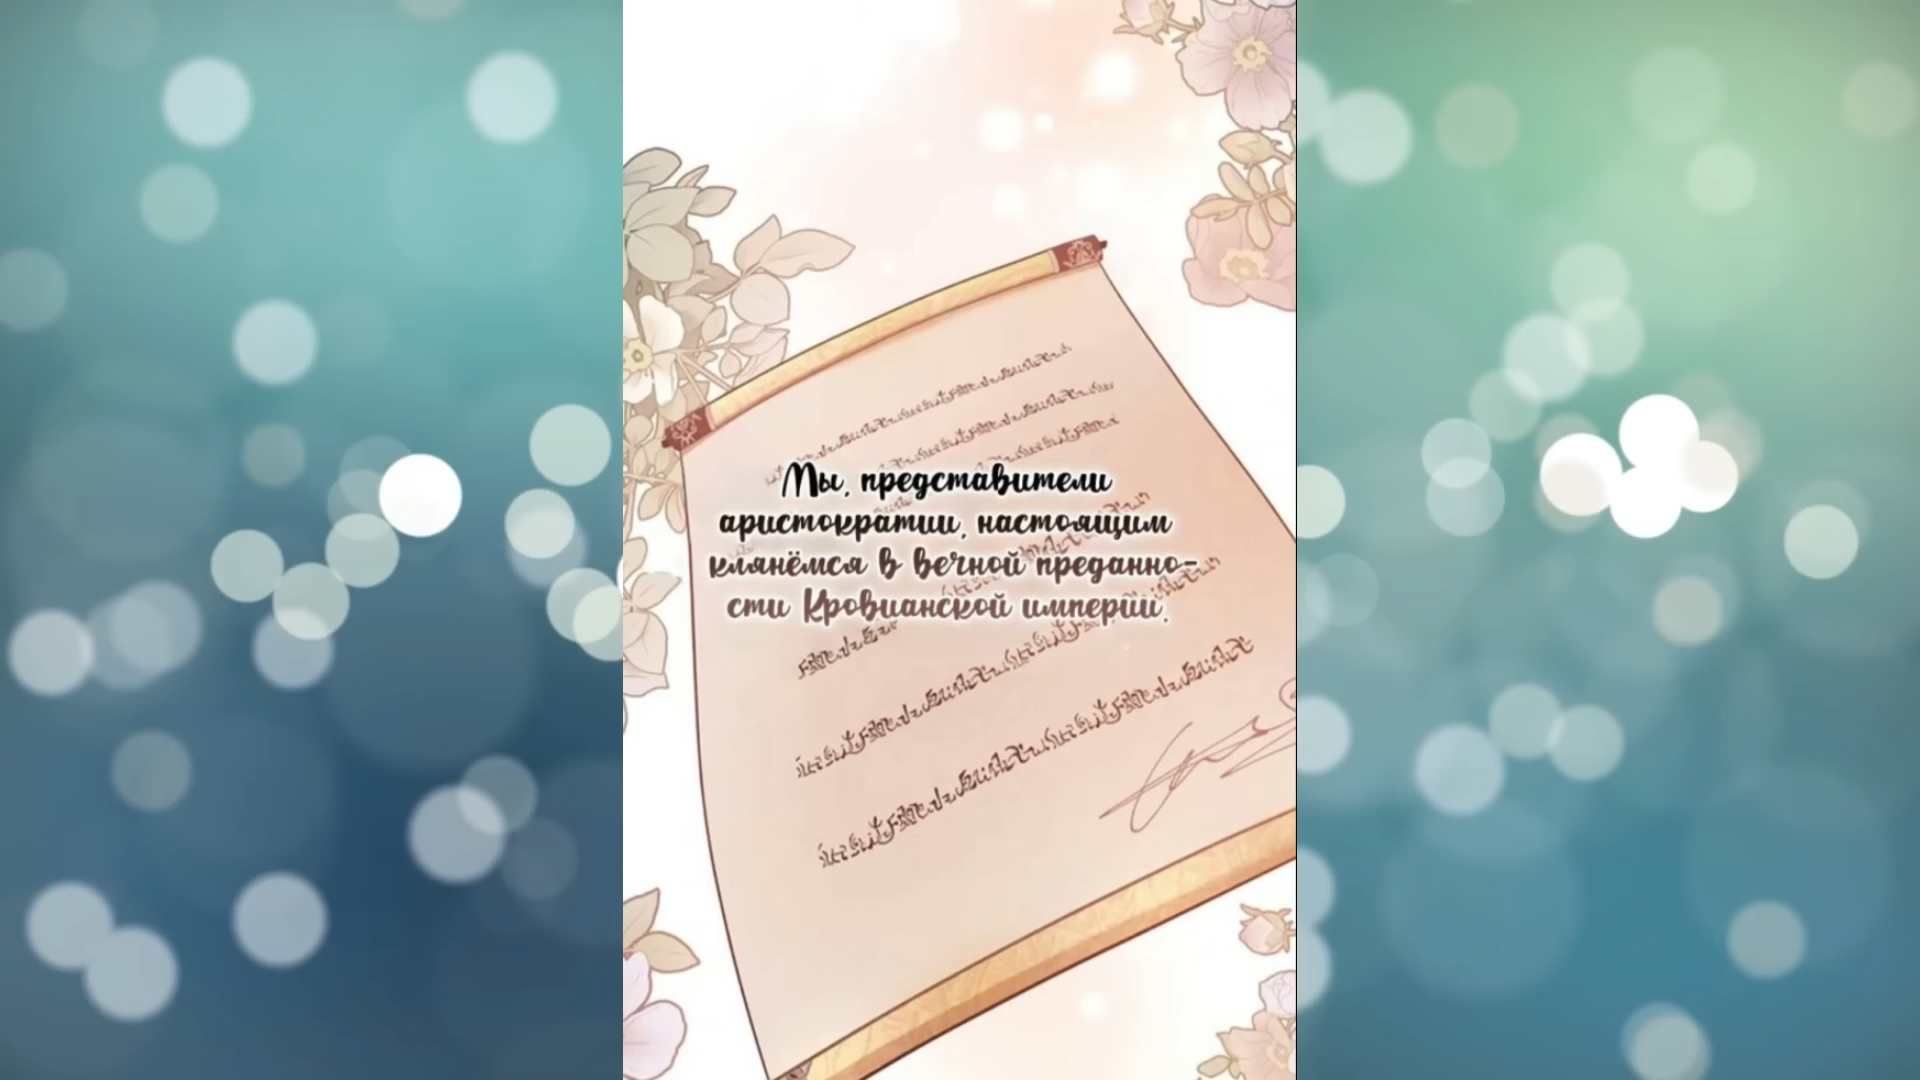 Мы, представители
аристократии, настоящим
клянёмся в вечной преданно-
сти Кровианской империи.